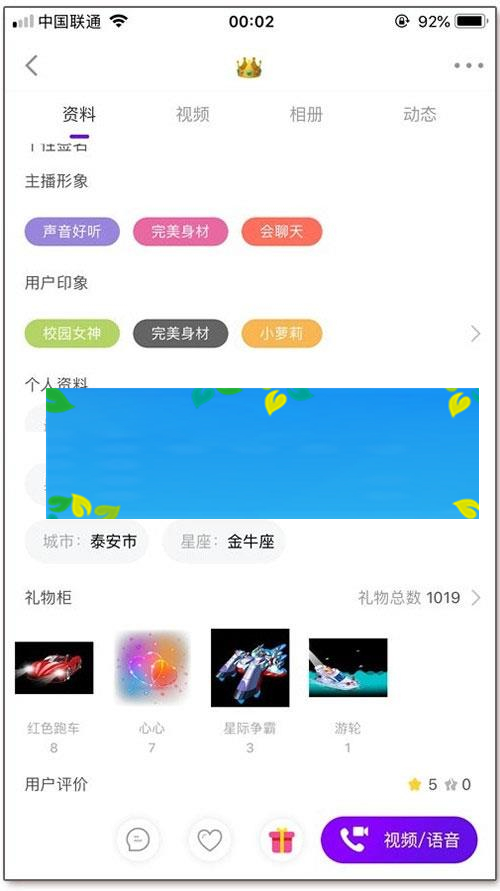 中国联通 00:02 92%
资料 视频 相册 动态
个性签名
主播形象
声音好听 完美身材 会聊天
用户印象
校园女神 完美身材 小萝莉
个人资料
城市：泰安市 星座：金牛座
礼物柜 礼物总数 1019
红色跑车 心心 星际争霸 游轮
8 7 3 1
用户评价 5 0
视频/语音